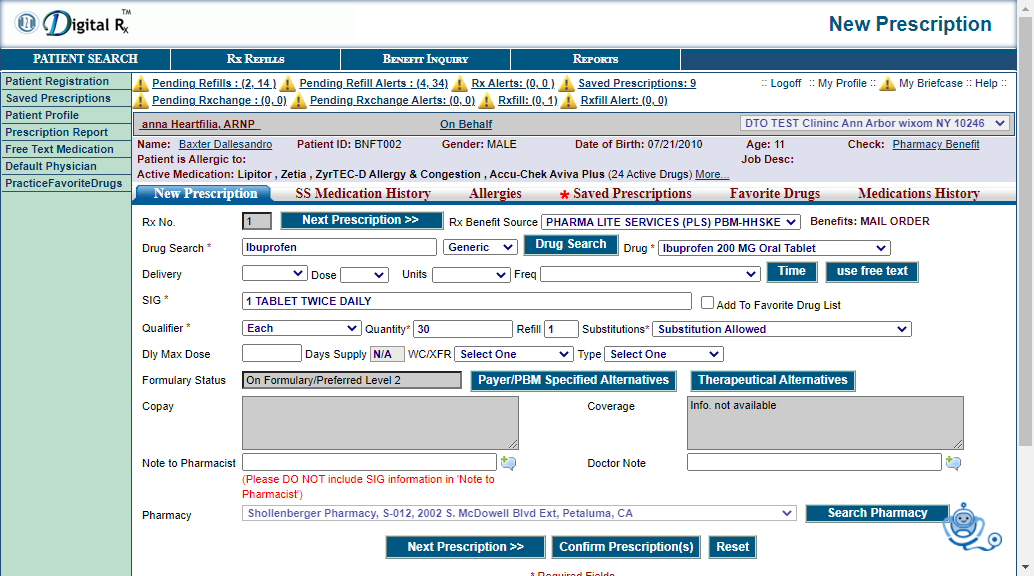 Digital Rx TM
New Prescription
PATIENT SEARCH RX REFILLS BENEFIT INQUIRY REPORTS
Patient Registration
Saved Prescriptions
Patient Profile
Prescription Report
Free Text Medication
Default Physician
PracticeFavoriteDrugs
Pending Refills : (2, 14 ) Pending Refill Alerts : (4, 34) Rx Alerts: (0, 0 ) Saved Prescriptions: 9 :: Logoff :: My Profile :: My Briefcase :: Help ::
Pending Rxchange : (0, 0) Pending Rxchange Alerts: (0, 0) Rxfill: (0, 1) Rxfill Alert: (0, 0)
anna Heartfilia, ARNP On Behalf DTO TEST Clininc Ann Arbor wixom NY 10246
Name: Baxter Dallesandro Patient ID: BNFT002 Gender: MALE Date of Birth: 07/21/2010 Age: 11 Check: Pharmacy Benefit
Patient is Allergic to: Job Desc:
Active Medication: Lipitor , Zetia , ZyrTEC-D Allergy & Congestion , Accu-Chek Aviva Plus (24 Active Drugs) More...
New Prescription SS Medication History Allergies * Saved Prescriptions Favorite Drugs Medications History
Rx No. 1 Next Prescription >> Rx Benefit Source PHARMA LITE SERVICES (PLS) PBM-HHSKE Benefits: MAIL ORDER
Drug Search * Ibuprofen Generic Drug Search Drug * Ibuprofen 200 MG Oral Tablet
Delivery Dose Units Freq Time use free text
SIG * 1 TABLET TWICE DAILY Add To Favorite Drug List
Qualifier * Each Quantity* 30 Refill 1 Substitutions* Substitution Allowed
Dly Max Dose Days Supply N/A WC/XFR Select One Type Select One
Formulary Status On Formulary/Preferred Level 2 Payer/PBM Specified Alternatives Therapeutical Alternatives
Copay Coverage Info. not available
Note to Pharmacist Doctor Note
(Please DO NOT include SIG information in 'Note to
Pharmacist')
Pharmacy Shollenberger Pharmacy, S-012, 2002 S. McDowell Blvd Ext, Petaluma, CA Search Pharmacy
Next Prescription >> Confirm Prescription(s) Reset
* Required Fields